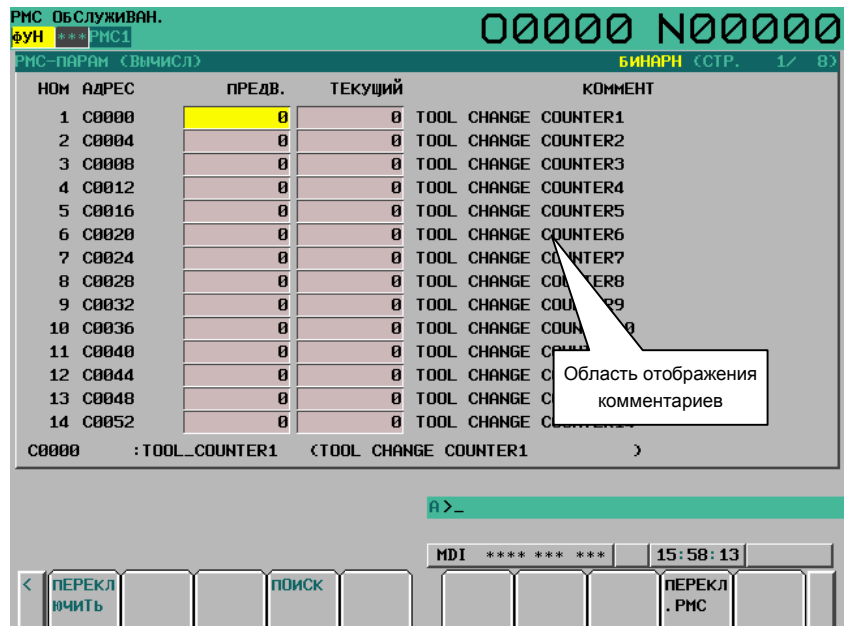 PMC ОБСЛУЖИВАН.
ФУН ***PMC1
O0000 N00000
PMC-ПАРАМ (ВЫЧИСЛ)
БИНАРН (СТР. 1/ 8)
НОМ АДРЕС ПРЕДВ. ТЕКУЩИЙ КОММЕНТ
1 C0000 0 0 TOOL CHANGE COUNTER1
2 C0004 0 0 TOOL CHANGE COUNTER2
3 C0008 0 0 TOOL CHANGE COUNTER3
4 C0012 0 0 TOOL CHANGE COUNTER4
5 C0016 0 0 TOOL CHANGE COUNTER5
6 C0020 0 0 TOOL CHANGE COUNTER6
7 C0024 0 0 TOOL CHANGE COUNTER7
8 C0028 0 0 TOOL CHANGE
9 C0032 0 0 TOOL CHANGE
10 C0036 0 0 TOOL CHANGE
11 C0040 0 0 TOOL CHANGE
12 C0044 0 0 TOOL CHANGE
13 C0048 0 0 TOOL CHANGE
14 C0052 0 0 TOOL CHANGE
Область отображения
комментариев
C0000 :TOOL_COUNTER1 (TOOL CHANGE COUNTER1 )
A>_
MDI **** *** *** 15:58:13
< ПЕРЕКЛ
ЮЧИТЬ
ПОИСК
ПЕРЕКЛ
. PMC